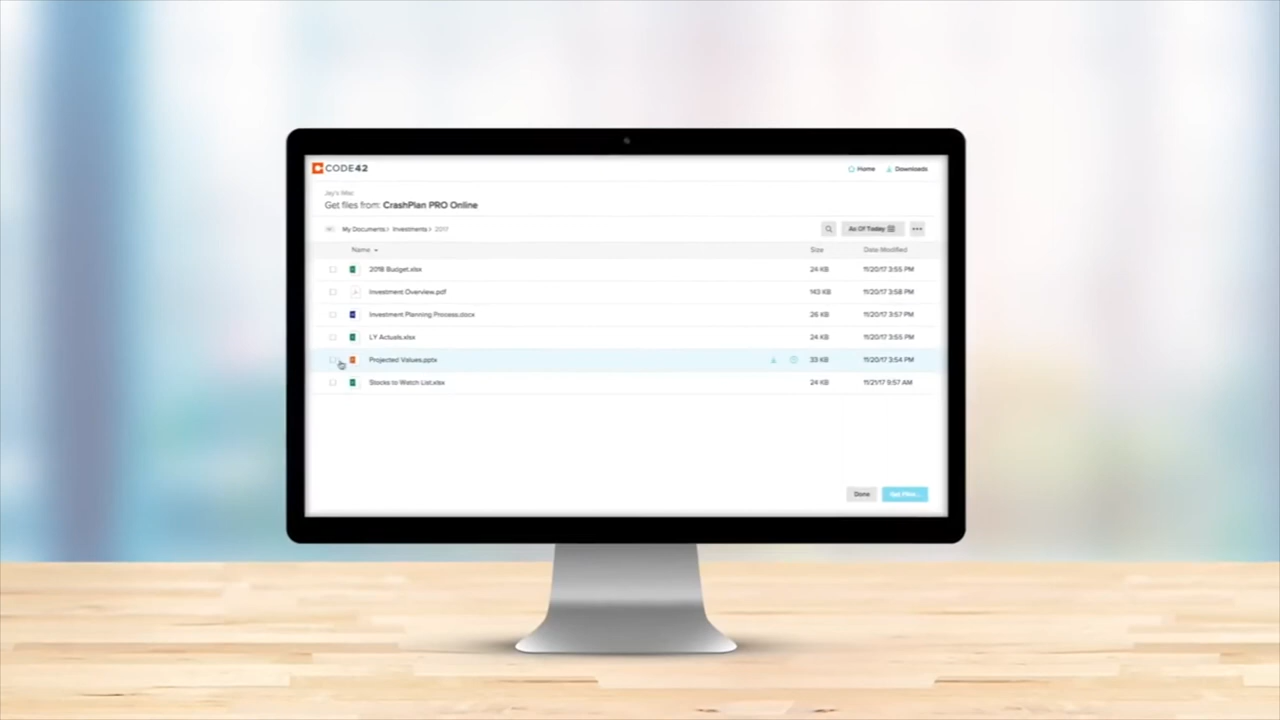 CODE42
Home Downloads
Jay's Mac
Get files from: CrashPlan PRO Online
My Documents > Investments > 2017
As Of Today
Name Size Date Modified
2018 Budget.xlsx 24 KB 11/20/17 3:55 PM
Investment Overview.pdf 143 KB 11/20/17 3:58 PM
Investment Planning Process.docx 26 KB 11/20/17 3:57 PM
LY Actuals.xlsx 24 KB 11/20/17 3:55 PM
Projected Values.pptx 33 KB 11/20/17 3:54 PM
Stocks to Watch List.xlsx 24 KB 11/21/17 9:57 AM
Done Get Files...